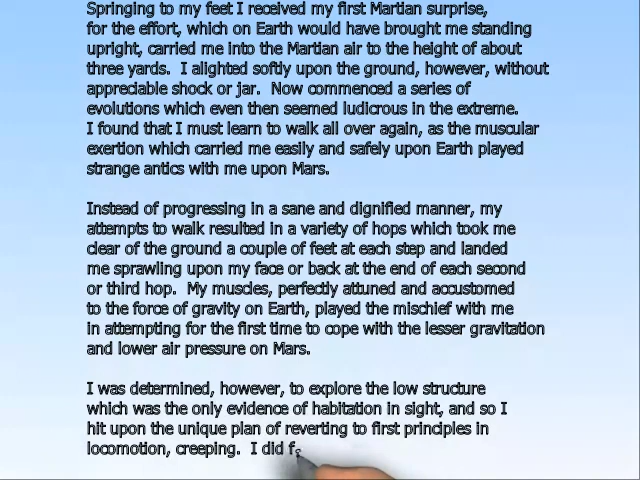 Springing to my feet I received my first Martian surprise,
for the effort, which on Earth would have brought me standing
upright, carried me into the Martian air to the height of about
three yards. I alighted softly upon the ground, however, without
appreciable shock or jar. Now commenced a series of
evolutions which even then seemed ludicrous in the extreme.
I found that I must learn to walk all over again, as the muscular
exertion which carried me easily and safely upon Earth played
strange antics with me upon Mars.
Instead of progressing in a sane and dignified manner, my
attempts to walk resulted in a variety of hops which took me
clear of the ground a couple of feet at each step and landed
me sprawling upon my face or back at the end of each second
or third hop. My muscles, perfectly attuned and accustomed
to the force of gravity on Earth, played the mischief with me
in attempting for the first time to cope with the lesser gravitation
and lower air pressure on Mars.
I was determined, however, to explore the low structure
which was the only evidence of habitation in sight, and so I
hit upon the unique plan of reverting to first principles in
locomotion, creeping. I did f